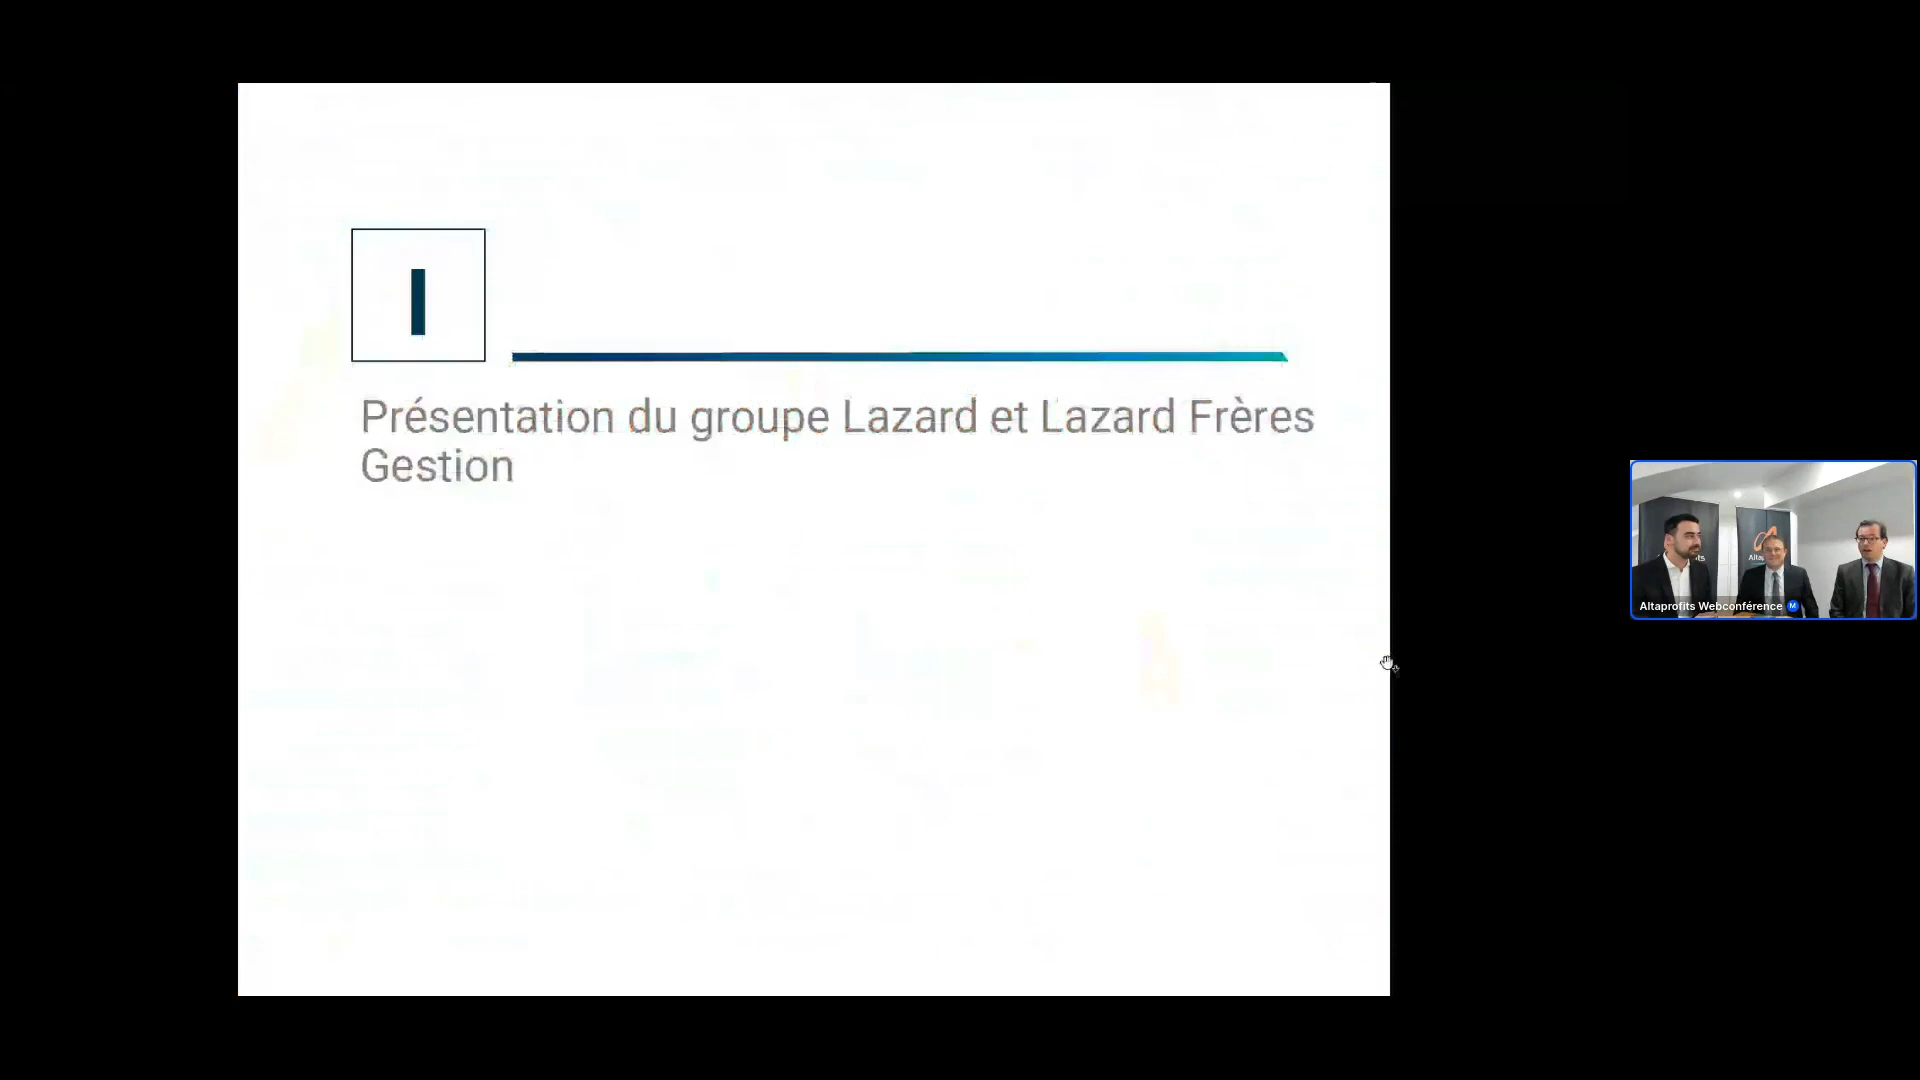 I
Présentation du groupe Lazard et Lazard Frères
Gestion
Altaprofits Webconférence